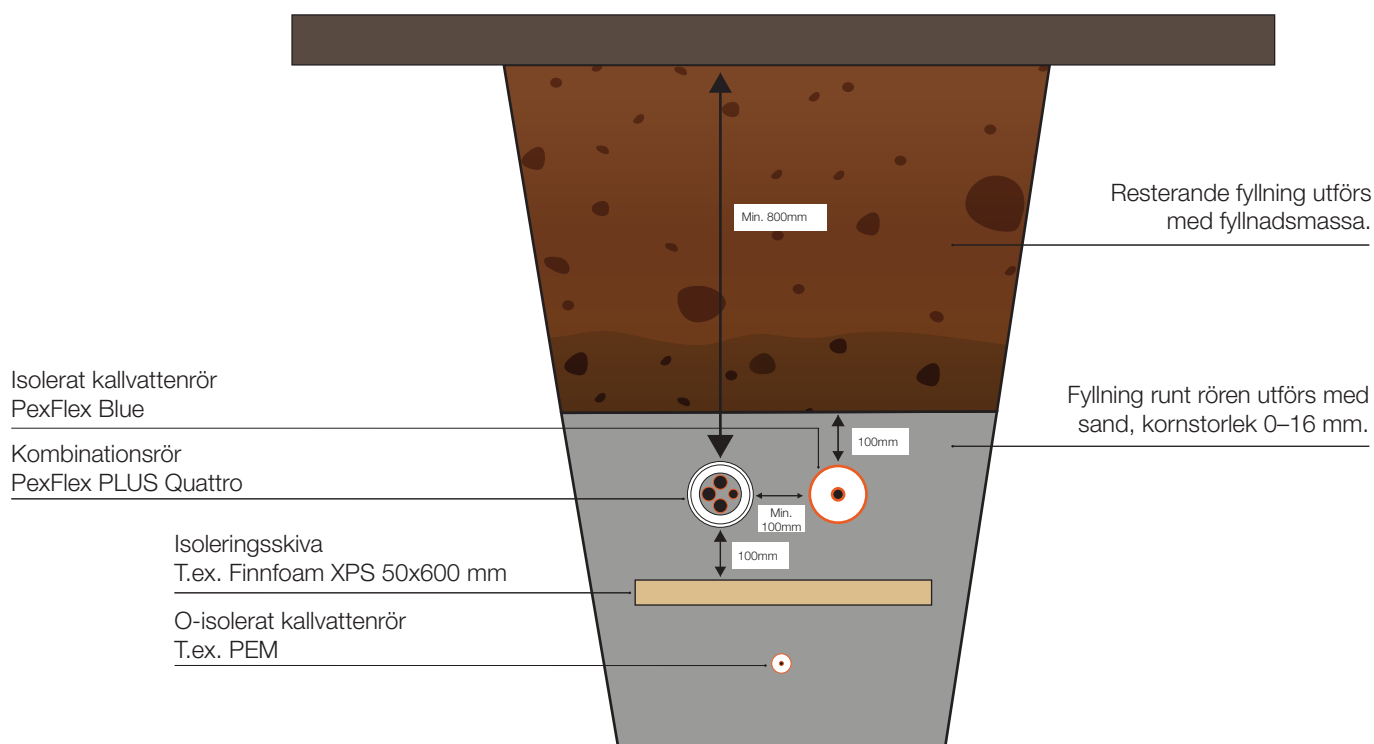 Min. 800mm
Resterande fyllning utförs
med fyllnadsmassa.
Isolerat kallvattenrör
PexFlex Blue
Fyllning runt rören utförs med
sand, kornstorlek 0–16 mm.
100mm
Kombinationsrör
PexFlex PLUS Quattro
Min.
100mm
100mm
Isoleringsskiva
T.ex. Finnfoam XPS 50x600 mm
O-isolerat kallvattenrör
T.ex. PEM